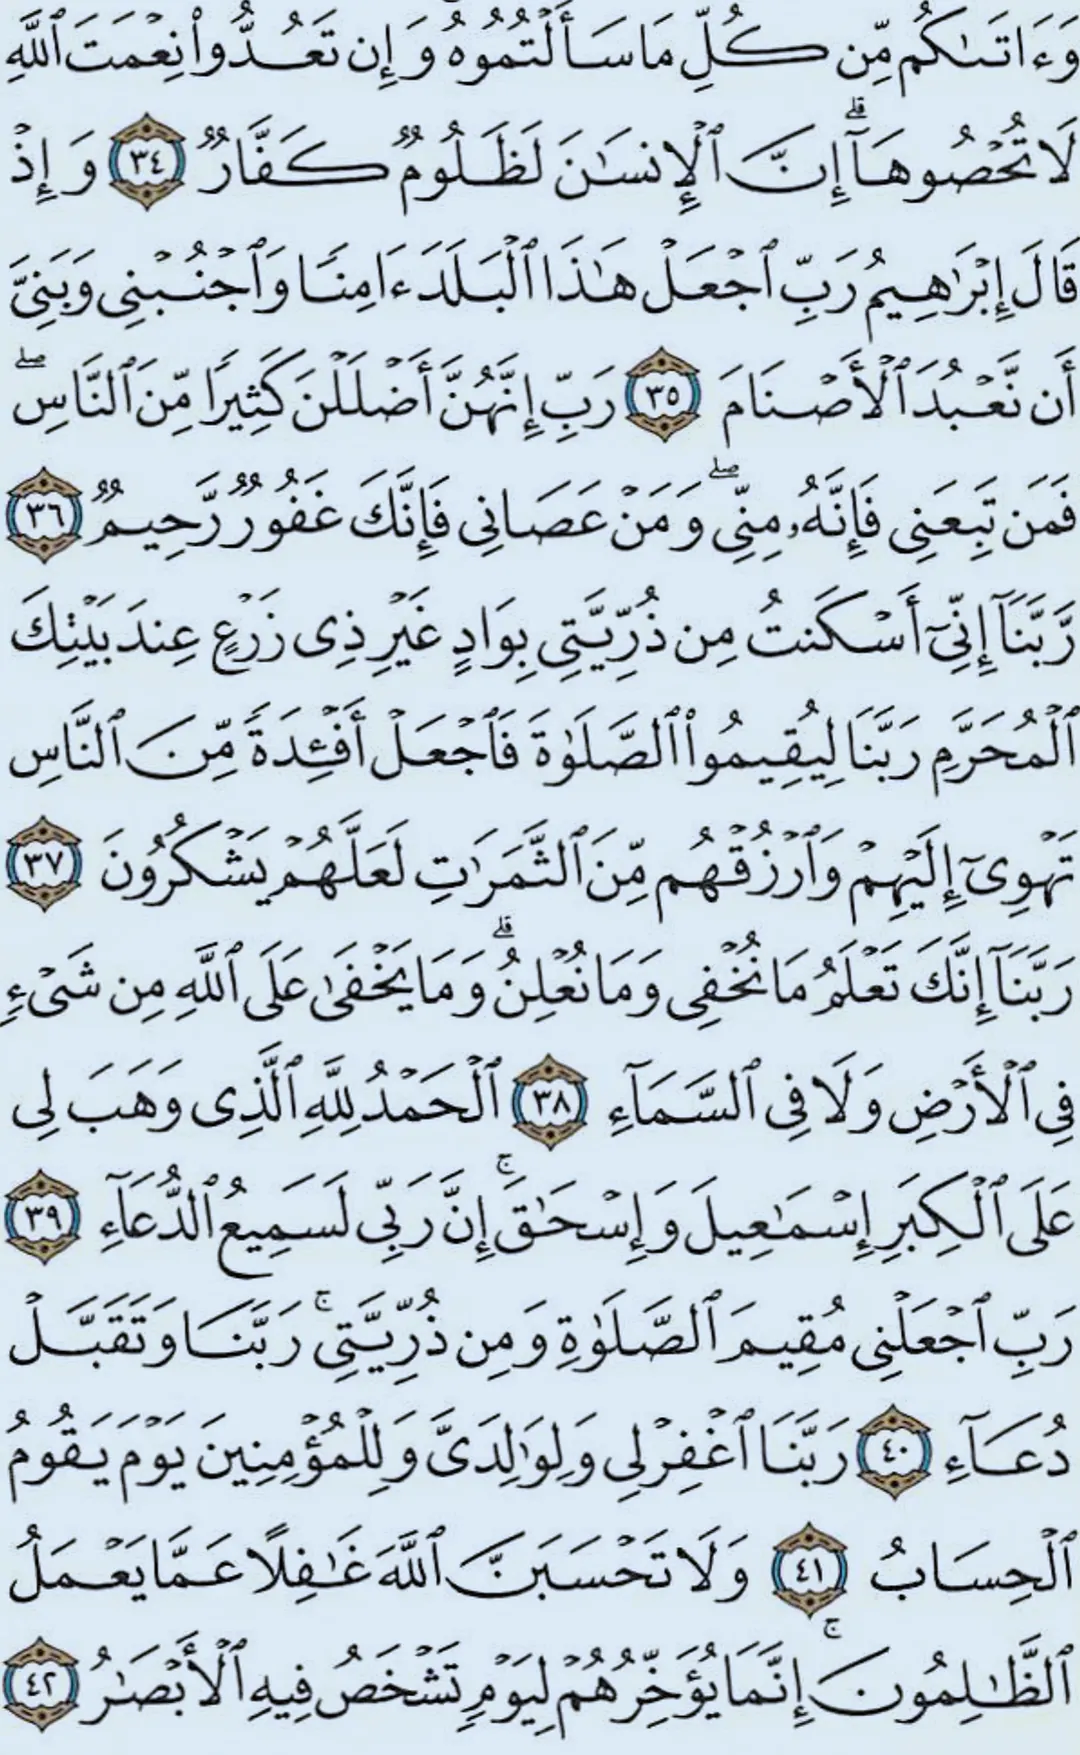 وَءَاتَىٰكُم مِّن كُلِّ مَا سَأَلْتُمُوهُ وَإِن تَعُدُّوا۟ نِعْمَتَ ٱللَّهِ
لَا تُحْصُوهَآ ۗ إِنَّ ٱلْإِنسَـٰنَ لَظَلُومٌ كَفَّارٌ ٣٤ وَإِذْ
قَالَ إِبْرَٰهِيمُ رَبِّ ٱجْعَلْ هَـٰذَا ٱلْبَلَدَ ءَامِنًا وَٱجْنُبْنِى وَبَنِىَّ
أَن نَّعْبُدَ ٱلْأَصْنَامَ ٣٥ رَبِّ إِنَّهُنَّ أَضْلَلْنَ كَثِيرًا مِّنَ ٱلنَّاسِ ۖ
فَمَن تَبِعَنِى فَإِنَّهُۥ مِنِّى ۖ وَمَنْ عَصَانِى فَإِنَّكَ غَفُورٌ رَّحِيمٌ ٣٦
رَّبَّنَآ إِنِّىٓ أَسْكَنتُ مِن ذُرِّيَّتِى بِوَادٍ غَيْرِ ذِى زَرْعٍ عِندَ بَيْتِكَ
ٱلْمُحَرَّمِ رَبَّنَا لِيُقِيمُوا۟ ٱلصَّلَوٰةَ فَٱجْعَلْ أَفْـِٔدَةً مِّنَ ٱلنَّاسِ
تَهْوِىٓ إِلَيْهِمْ وَٱرْزُقْهُم مِّنَ ٱلثَّمَرَٰتِ لَعَلَّهُمْ يَشْكُرُونَ ٣٧
رَبَّنَآ إِنَّكَ تَعْلَمُ مَا نُخْفِى وَمَا نُعْلِنُ ۗ وَمَا يَخْفَىٰ عَلَى ٱللَّهِ مِن شَىْءٍ
فِى ٱلْأَرْضِ وَلَا فِى ٱلسَّمَآءِ ٣٨ ٱلْحَمْدُ لِلَّهِ ٱلَّذِى وَهَبَ لِى
عَلَى ٱلْكِبَرِ إِسْمَـٰعِيلَ وَإِسْحَـٰقَ ۚ إِنَّ رَبِّى لَسَمِيعُ ٱلدُّعَآءِ ٣٩
رَبِّ ٱجْعَلْنِى مُقِيمَ ٱلصَّلَوٰةِ وَمِن ذُرِّيَّتِى ۚ رَبَّنَا وَتَقَبَّلْ
دُعَآءِ ٤٠ رَبَّنَا ٱغْفِرْ لِى وَلِوَٰلِدَىَّ وَلِلْمُؤْمِنِينَ يَوْمَ يَقُومُ
ٱلْحِسَابُ ٤١ وَلَا تَحْسَبَنَّ ٱللَّهَ غَـٰفِلًا عَمَّا يَعْمَلُ
ٱلظَّـٰلِمُونَ ۚ إِنَّمَا يُؤَخِّرُهُمْ لِيَوْمٍ تَشْخَصُ فِيهِ ٱلْأَبْصَـٰرُ ٤٢